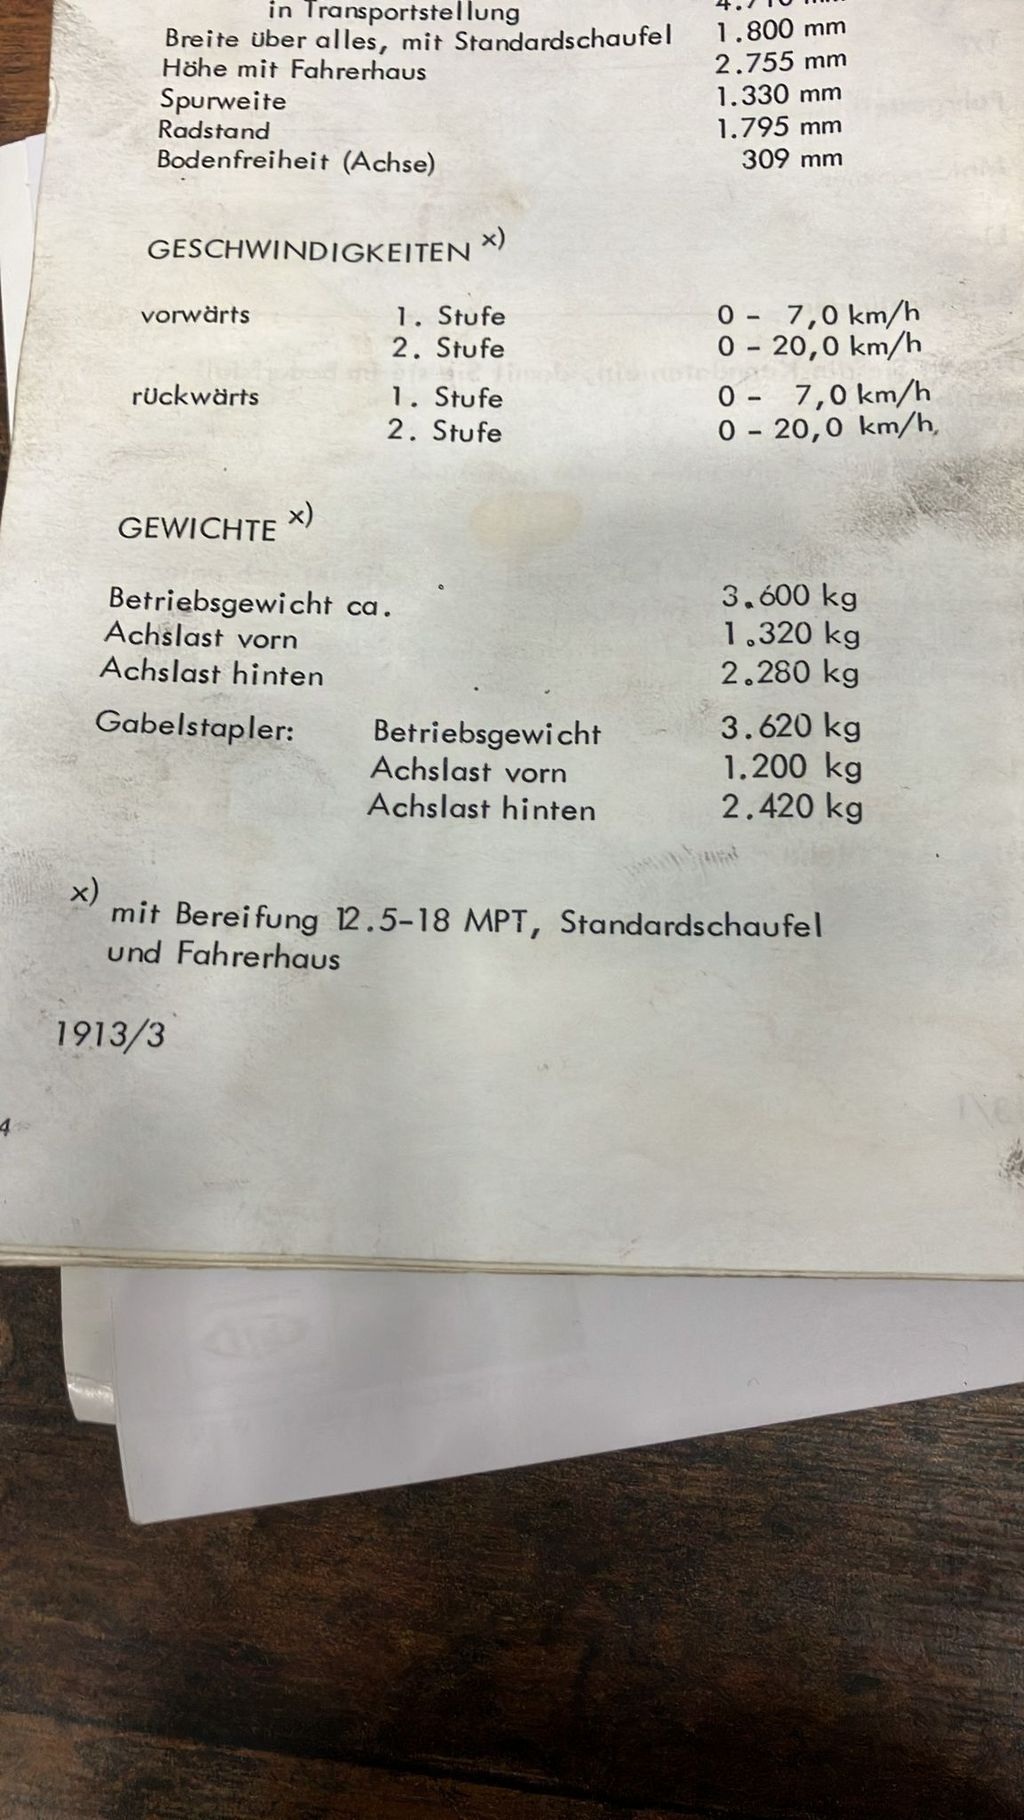 in Transportstellung
Breite über alles, mit Standardschaufel 1.800 mm
Höhe mit Fahrerhaus 2.755 mm
Spurweite 1.330 mm
Radstand 1.795 mm
Bodenfreiheit (Achse) 309 mm
GESCHWINDIGKEITEN x)
vorwärts 1. Stufe 0 - 7,0 km/h
2. Stufe 0 - 20,0 km/h
rückwärts 1. Stufe 0 - 7,0 km/h
2. Stufe 0 - 20,0 km/h
GEWICHTE x)
Betriebsgewicht ca. 3.600 kg
Achslast vorn 1.320 kg
Achslast hinten 2.280 kg
Gabelstapler: Betriebsgewicht 3.620 kg
Achslast vorn 1.200 kg
Achslast hinten 2.420 kg
x) mit Bereifung 12.5-18 MPT, Standardschaufel
und Fahrerhaus
1913/3
4